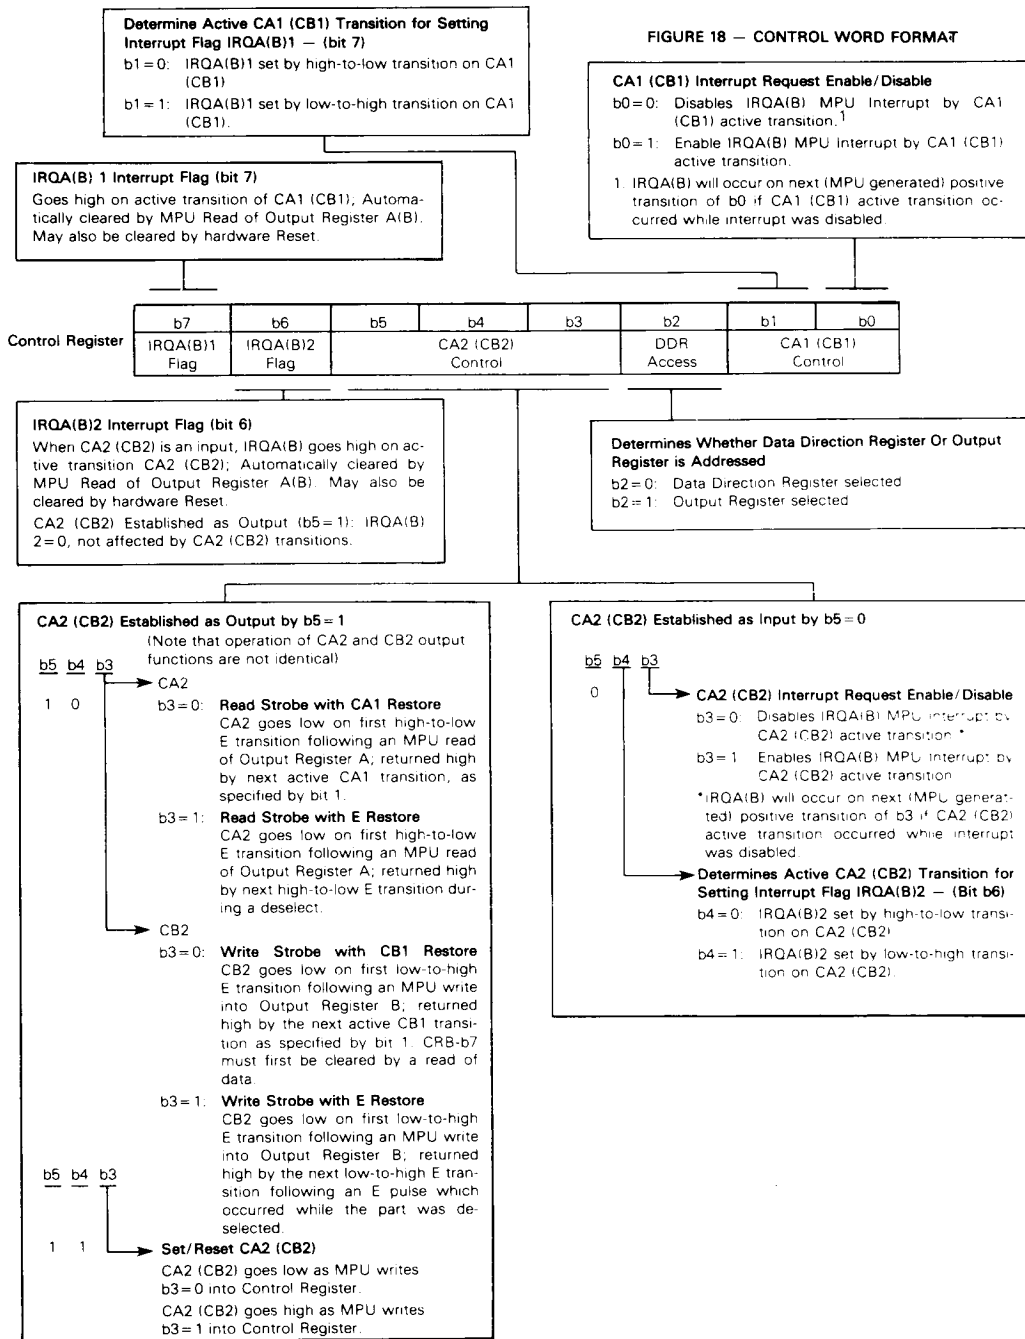 Determine Active CA1 (CB1) Transition for Setting
Interrupt Flag IRQA(B)1 — (bit 7)
b1 = 0: IRQA(B)1 set by high-to-low transition on CA1
(CB1)
b1 = 1: IRQA(B)1 set by low-to-high transition on CA1
(CB1).
FIGURE 18 — CONTROL WORD FORMAT
CA1 (CB1) Interrupt Request Enable/Disable
b0=0: Disables IRQA(B) MPU Interrupt by CA1
(CB1) active transition.1
b0=1: Enable IRQA(B) MPU Interrupt by CA1 (CB1)
active transition.
1. IRQA(B) will occur on next (MPU generated) positive
transition of b0 if CA1 (CB1) active transition oc-
curred while interrupt was disabled.
IRQA(B) 1 Interrupt Flag (bit 7)
Goes high on active transition of CA1 (CB1); Automa-
tically cleared by MPU Read of Output Register A(B).
May also be cleared by hardware Reset.
b7 b6 b5 b4 b3 b2 b1 b0
Control Register
IRQA(B)1 Flag
IRQA(B)2 Flag
CA2 (CB2) Control
DDR Access
CA1 (CB1) Control
IRQA(B)2 Interrupt Flag (bit 6)
When CA2 (CB2) is an input, IRQA(B) goes high on ac-
tive transition CA2 (CB2); Automatically cleared by
MPU Read of Output Register A(B). May also be
cleared by hardware Reset.
CA2 (CB2) Established as Output (b5=1): IRQA(B)
2=0, not affected by CA2 (CB2) transitions.
Determines Whether Data Direction Register Or Output
Register is Addressed
b2=0: Data Direction Register selected
b2=1: Output Register selected
CA2 (CB2) Established as Output by b5=1
(Note that operation of CA2 and CB2 output
functions are not identical)
b5 b4 b3
CA2
1 0
b3=0: Read Strobe with CA1 Restore
CA2 goes low on first high-to-low
E transition following an MPU read
of Output Register A; returned high
by next active CA1 transition, as
specified by bit 1.
b3=1: Read Strobe with E Restore
CA2 goes low on first high-to-low
E transition following an MPU read
of Output Register A; returned high
by next high-to-low E transition dur-
ing a deselect.
CB2
b3=0: Write Strobe with CB1 Restore
CB2 goes low on first low-to-high
E transition following an MPU write
into Output Register B; returned
high by the next active CB1 transi-
tion as specified by bit 1. CRB-b7
must first be cleared by a read of
data.
b3=1: Write Strobe with E Restore
CB2 goes low on first low-to-high
E transition following an MPU write
into Output Register B; returned
high by the next low-to-high E tran-
sition following an E pulse which
occurred while the part was de-
selected.
b5 b4 b3
1 1
Set/Reset CA2 (CB2)
CA2 (CB2) goes low as MPU writes
b3=0 into Control Register.
CA2 (CB2) goes high as MPU writes
b3=1 into Control Register.
CA2 (CB2) Established as Input by b5=0
b5 b4 b3
0
CA2 (CB2) Interrupt Request Enable/Disable
b3=0: Disables IRQA(B) MPU Interrupt by
CA2 (CB2) active transition *
b3=1 Enables IRQA(B) MPU Interrupt by
CA2 (CB2) active transition
*IRQA(B) will occur on next (MPU genera-
ted) positive transition of b3 if CA2 (CB2)
active transition occurred while interrupt
was disabled.
Determines Active CA2 (CB2) Transition for
Setting Interrupt Flag IRQA(B)2 — (Bit b6)
b4=0: IRQA(B)2 set by high-to-low transi-
tion on CA2 (CB2)
b4=1: IRQA(B)2 set by low-to-high transi-
tion on CA2 (CB2).